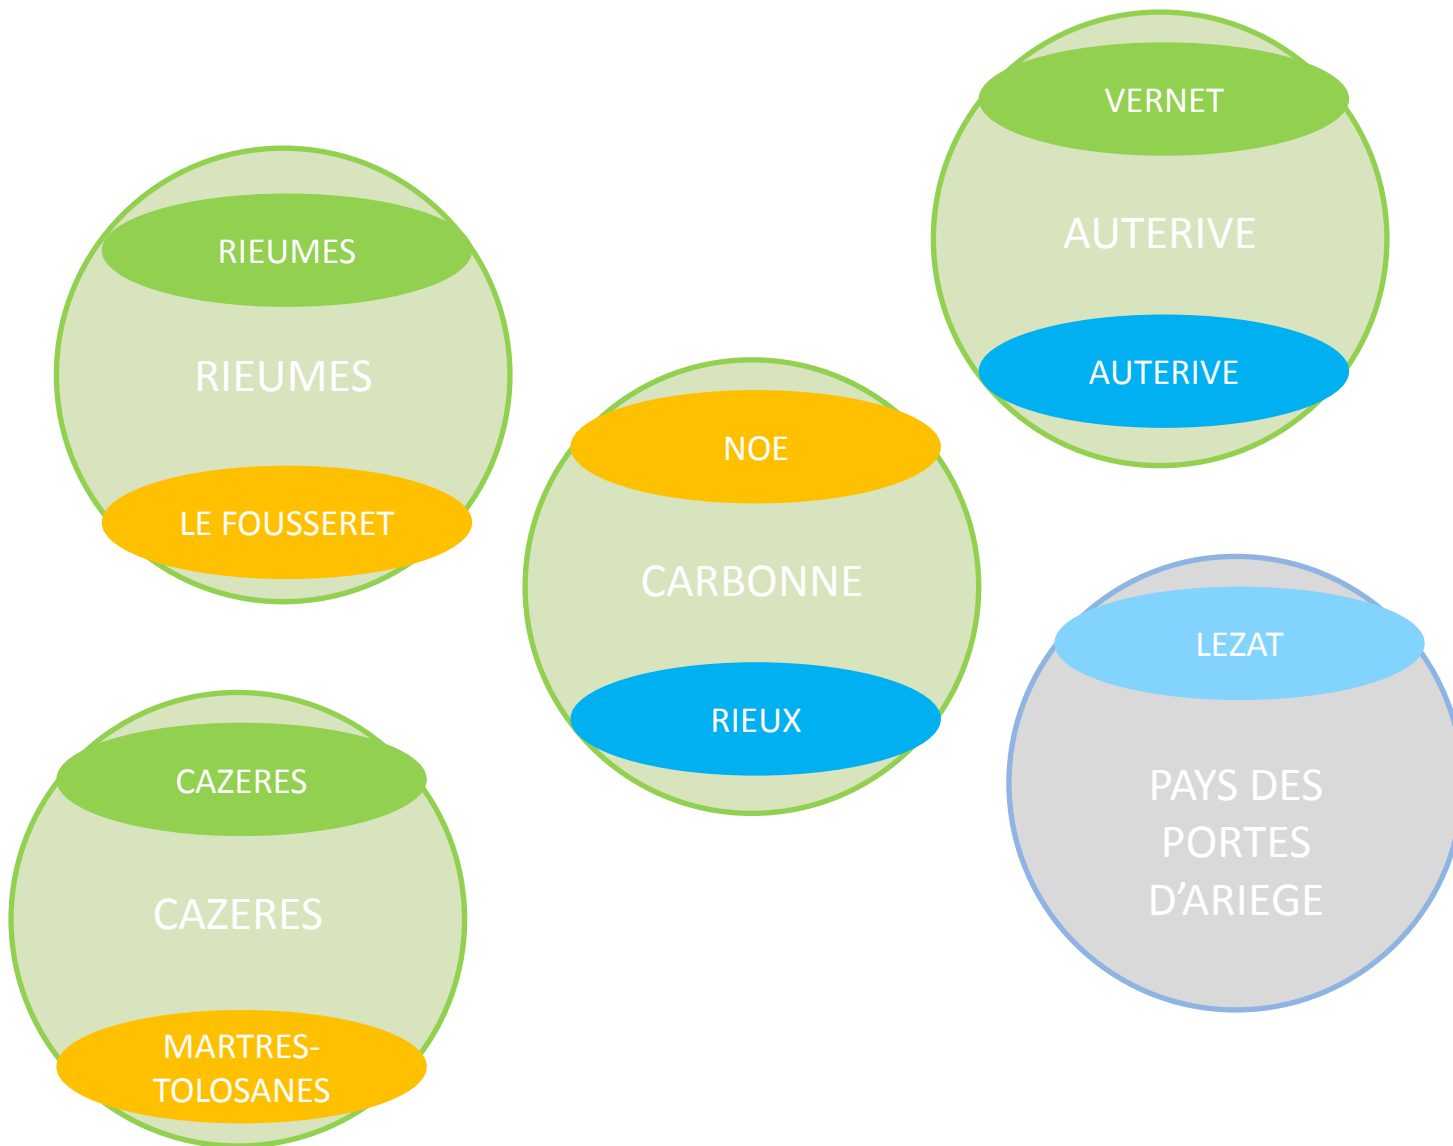 VERNET
AUTERIVE
AUTERIVE
RIEUMES
RIEUMES
LE FOUSSERET
NOE
CARBONNE
RIEUX
LEZAT
PAYS DES
PORTES
D’ARIEGE
CAZERES
CAZERES
MARTRES-
TOLOSANES